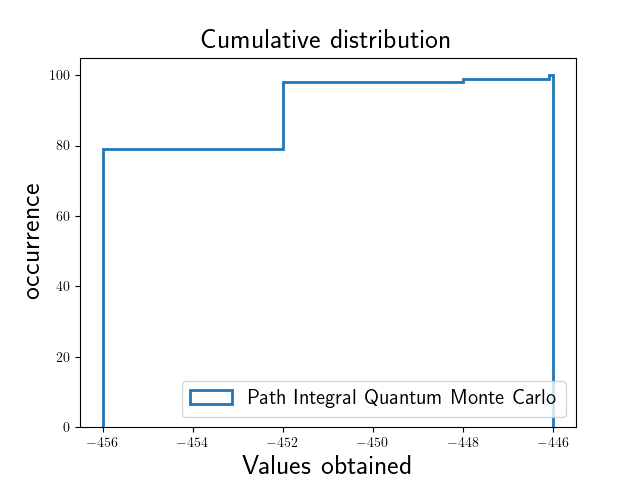 Cumulative distribution
occurrence
100
80
60
40
20
0
Path Integral Quantum Monte Carlo
−456 −454 −452 −450 −448 −446
Values obtained